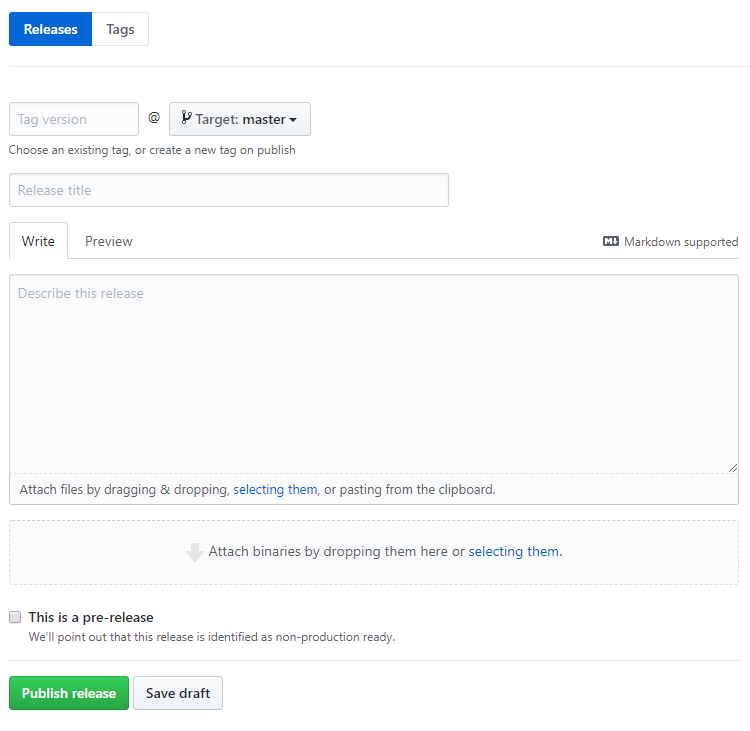 Releases Tags
Tag version @ Target: master
Choose an existing tag, or create a new tag on publish
Release title
Write Preview Markdown supported
Describe this release
Attach files by dragging & dropping, selecting them, or pasting from the clipboard.
Attach binaries by dropping them here or selecting them.
This is a pre-release
We'll point out that this release is identified as non-production ready.
Publish release Save draft